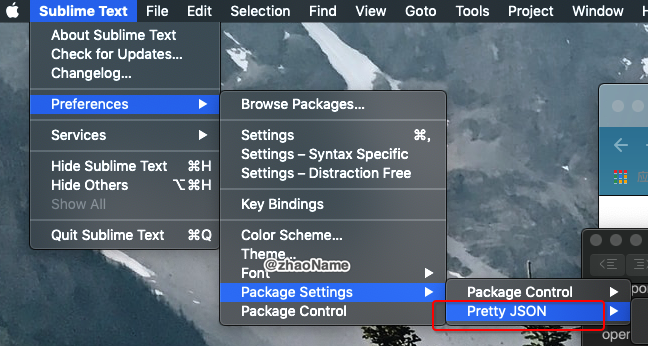 Sublime Text File Edit Selection Find View Goto Tools Project Window
About Sublime Text
Check for Updates...
Changelog...
Preferences
Services
Hide Sublime Text ⌘H
Hide Others ⌥⌘H
Show All
Quit Sublime Text ⌘Q
Browse Packages...
Settings ⌘,
Settings – Syntax Specific
Settings – Distraction Free
Key Bindings
Color Scheme...
Theme...
@zhaoName
Font
Package Settings
Package Control
Package Control
Pretty JSON